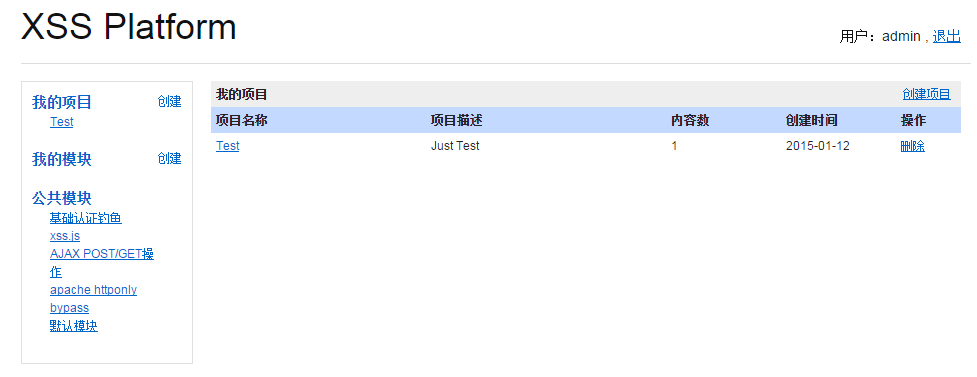 XSS Platform
用户：admin , 退出
我的项目 创建
Test
我的模块 创建
公共模块
基础认证钓鱼
xss.js
AJAX POST/GET操
作
apache httponly
bypass
默认模块
我的项目 创建项目
项目名称 项目描述 内容数 创建时间 操作
Test Just Test 1 2015-01-12 删除